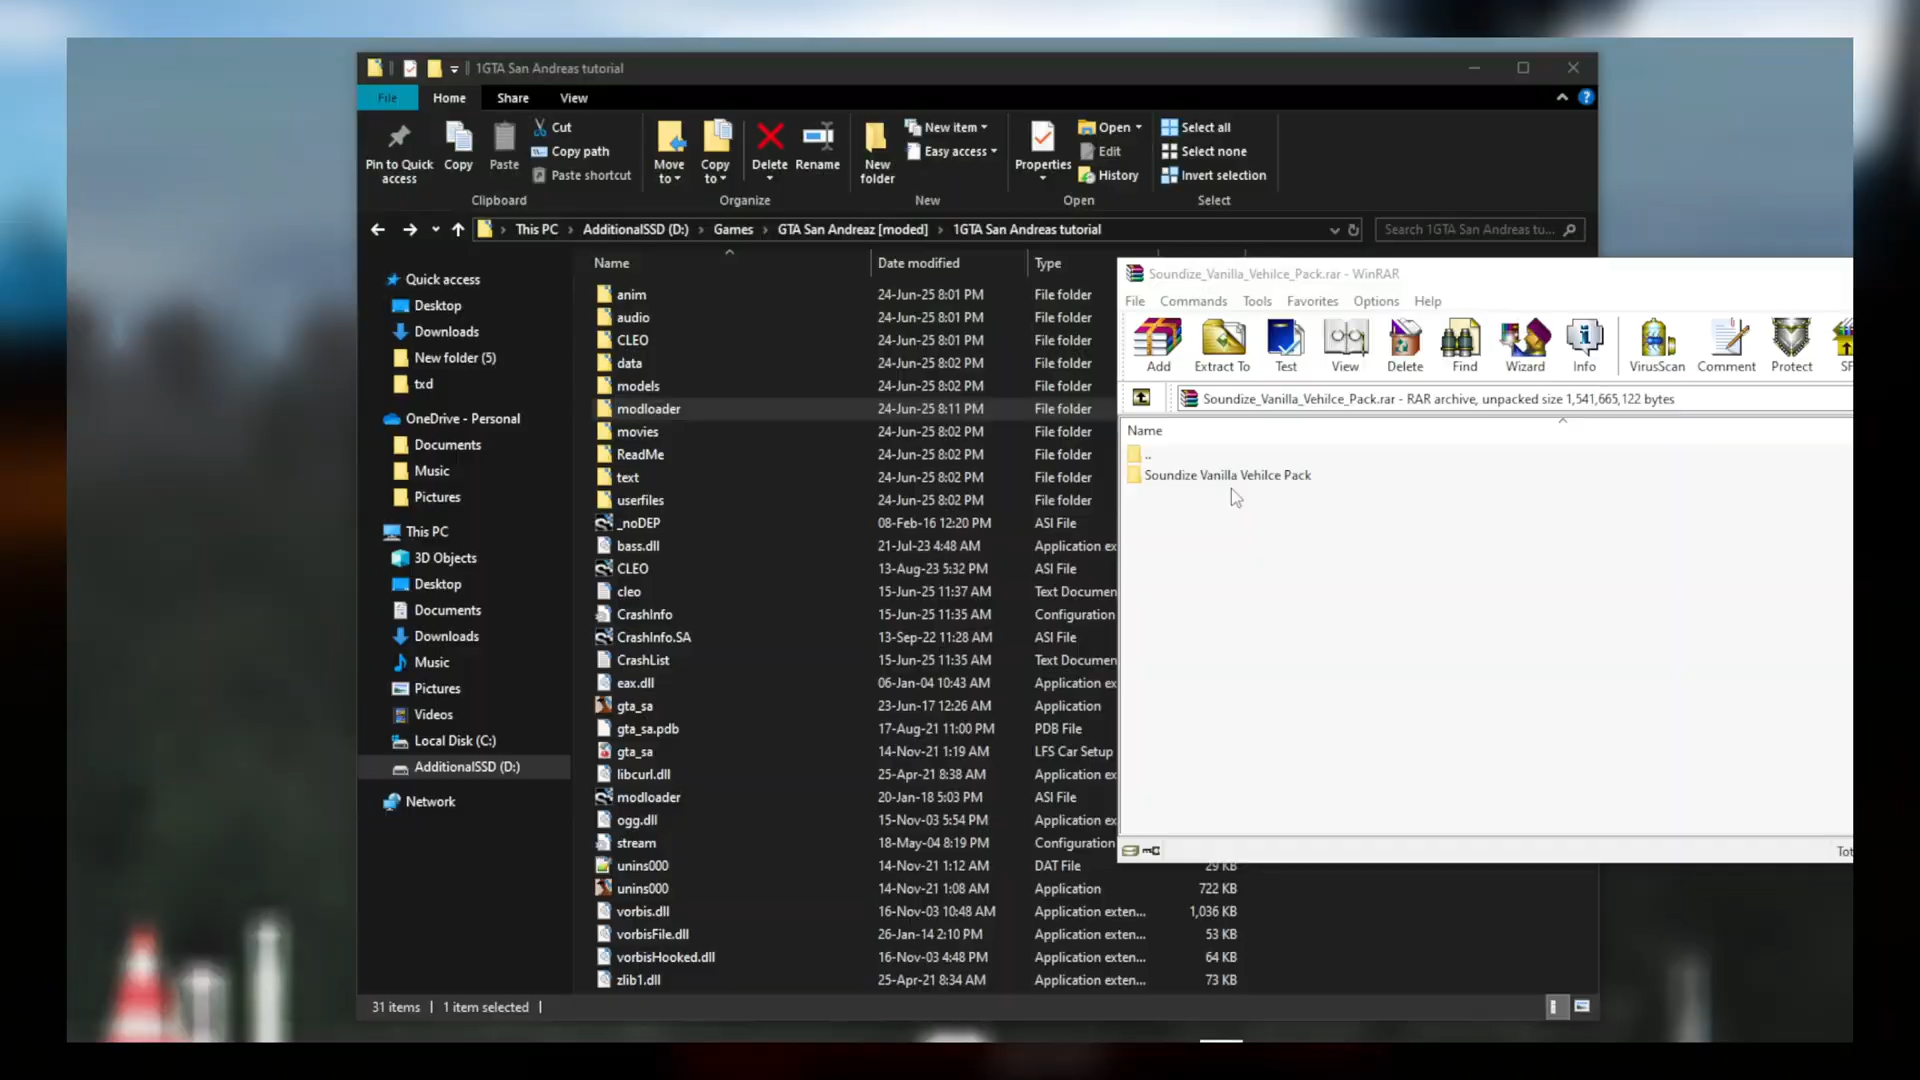 1GTA San Andreas tutorial
File Home Share View
Pin to Quick access
Copy
Paste
Cut
Copy path
Paste shortcut
Move to
Copy to
Delete
Rename
New folder
New item
Easy access
Properties
Open
Edit
History
Select all
Select none
Invert selection
Clipboard Organize New Open Select
This PC > AdditionalSSD (D:) > Games > GTA San Andreaz [moded] > 1GTA San Andreas tutorial
Search 1GTA San Andreas tu...
Quick access
Desktop
Downloads
New folder (5)
txd
OneDrive - Personal
Documents
Music
Pictures
This PC
3D Objects
Desktop
Documents
Downloads
Music
Pictures
Videos
Local Disk (C:)
AdditionalSSD (D:)
Network
Name Date modified Type
anim 24-Jun-25 8:01 PM File folder
audio 24-Jun-25 8:01 PM File folder
CLEO 24-Jun-25 8:01 PM File folder
data 24-Jun-25 8:02 PM File folder
models 24-Jun-25 8:02 PM File folder
modloader 24-Jun-25 8:11 PM File folder
movies 24-Jun-25 8:02 PM File folder
ReadMe 24-Jun-25 8:02 PM File folder
text 24-Jun-25 8:02 PM File folder
userfiles 24-Jun-25 8:02 PM File folder
_noDEP 08-Feb-16 12:20 PM ASI File
bass.dll 21-Jul-23 4:48 AM Application ex
CLEO 13-Aug-23 5:32 PM ASI File
cleo 15-Jun-25 11:37 AM Text Documen
CrashInfo 15-Jun-25 11:35 AM Configuration
CrashInfo.SA 13-Sep-22 11:28 AM ASI File
CrashList 15-Jun-25 11:35 AM Text Documen
eax.dll 06-Jan-04 10:43 AM Application ex
gta_sa 23-Jun-17 12:26 AM Application
gta_sa.pdb 17-Aug-21 11:00 PM PDB File
gta_sa 14-Nov-21 1:19 AM LFS Car Setup
libcurl.dll 25-Apr-21 8:38 AM Application ex
modloader 20-Jan-18 5:03 PM ASI File
ogg.dll 15-Nov-03 5:54 PM Application ex
stream 18-May-04 8:19 PM Configuration
unins000 14-Nov-21 1:12 AM DAT File 29 KB
unins000 14-Nov-21 1:08 AM Application 722 KB
vorbis.dll 16-Nov-03 10:48 AM Application exten... 1,036 KB
vorbisFile.dll 26-Jan-14 2:10 PM Application exten... 53 KB
vorbisHooked.dll 16-Nov-03 4:48 PM Application exten... 64 KB
zlib1.dll 25-Apr-21 8:34 AM Application exten... 73 KB
31 items 1 item selected
Soundize_Vanilla_Vehilce_Pack.rar - WinRAR
File Commands Tools Favorites Options Help
Add Extract To Test View Delete Find Wizard Info VirusScan Comment Protect SF
Soundize_Vanilla_Vehilce_Pack.rar - RAR archive, unpacked size 1,541,665,122 bytes
Name
..
Soundize Vanilla Vehilce Pack
Tot